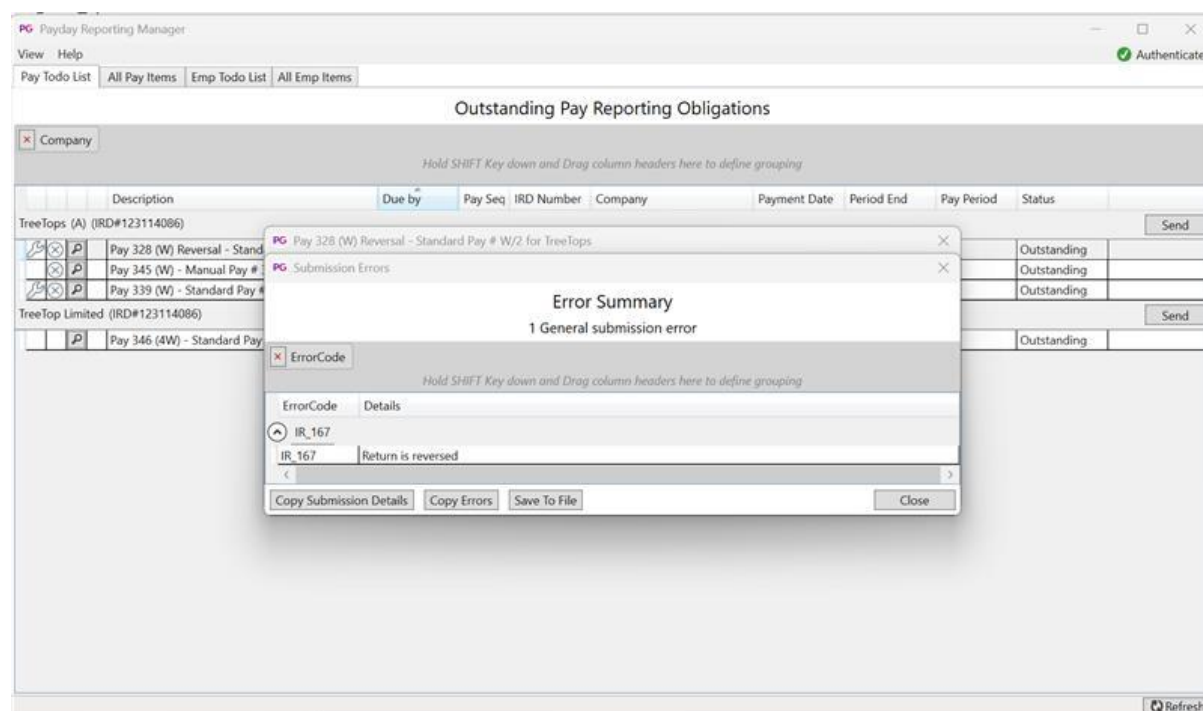 PG Payday Reporting Manager
View Help Authenticate
Pay Todo List All Pay Items Emp Todo List All Emp Items
Outstanding Pay Reporting Obligations
Company
Hold SHIFT Key down and Drag column headers here to define grouping
Description Due by Pay Seq IRD Number Company Payment Date Period End Pay Period Status
TreeTops (A) (IRD#123114086) Send
Pay 328 (W) Reversal - Stand Outstanding
Pay 345 (W) - Manual Pay # Outstanding
Pay 339 (W) - Standard Pay # Outstanding
TreeTop Limited (IRD#123114086) Send
Pay 346 (4W) - Standard Pay Outstanding
PG Pay 328 (W) Reversal - Standard Pay # W/2 for TreeTops
PG Submission Errors
Error Summary
1 General submission error
ErrorCode
Hold SHIFT Key down and Drag column headers here to define grouping
ErrorCode Details
IR_167
IR_167 Return is reversed
Copy Submission Details Copy Errors Save To File Close
Refresh